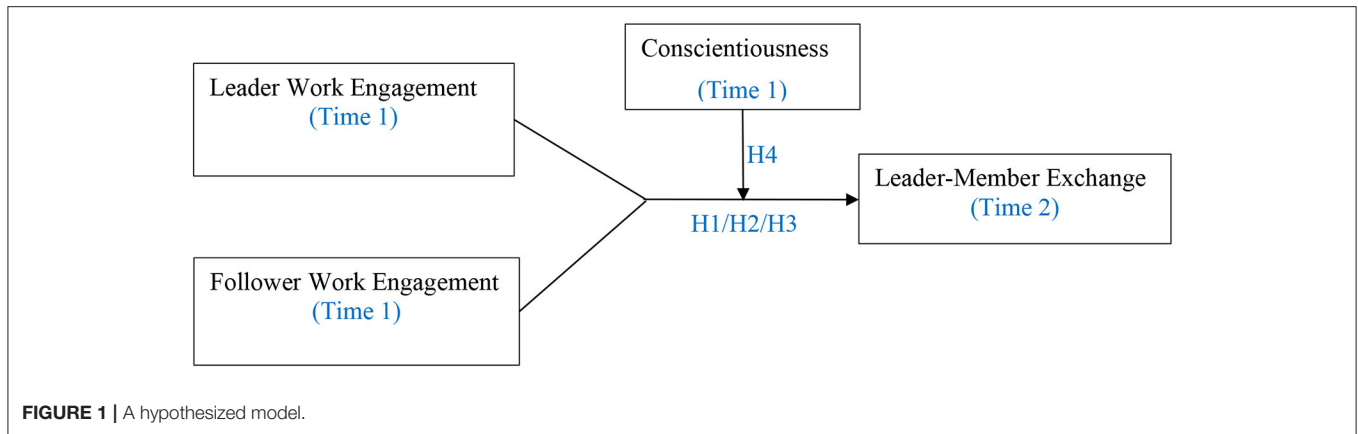 Conscientiousness
(Time 1)
Leader Work Engagement
(Time 1)
H4
Leader-Member Exchange
(Time 2)
H1/H2/H3
Follower Work Engagement
(Time 1)
FIGURE 1 | A hypothesized model.